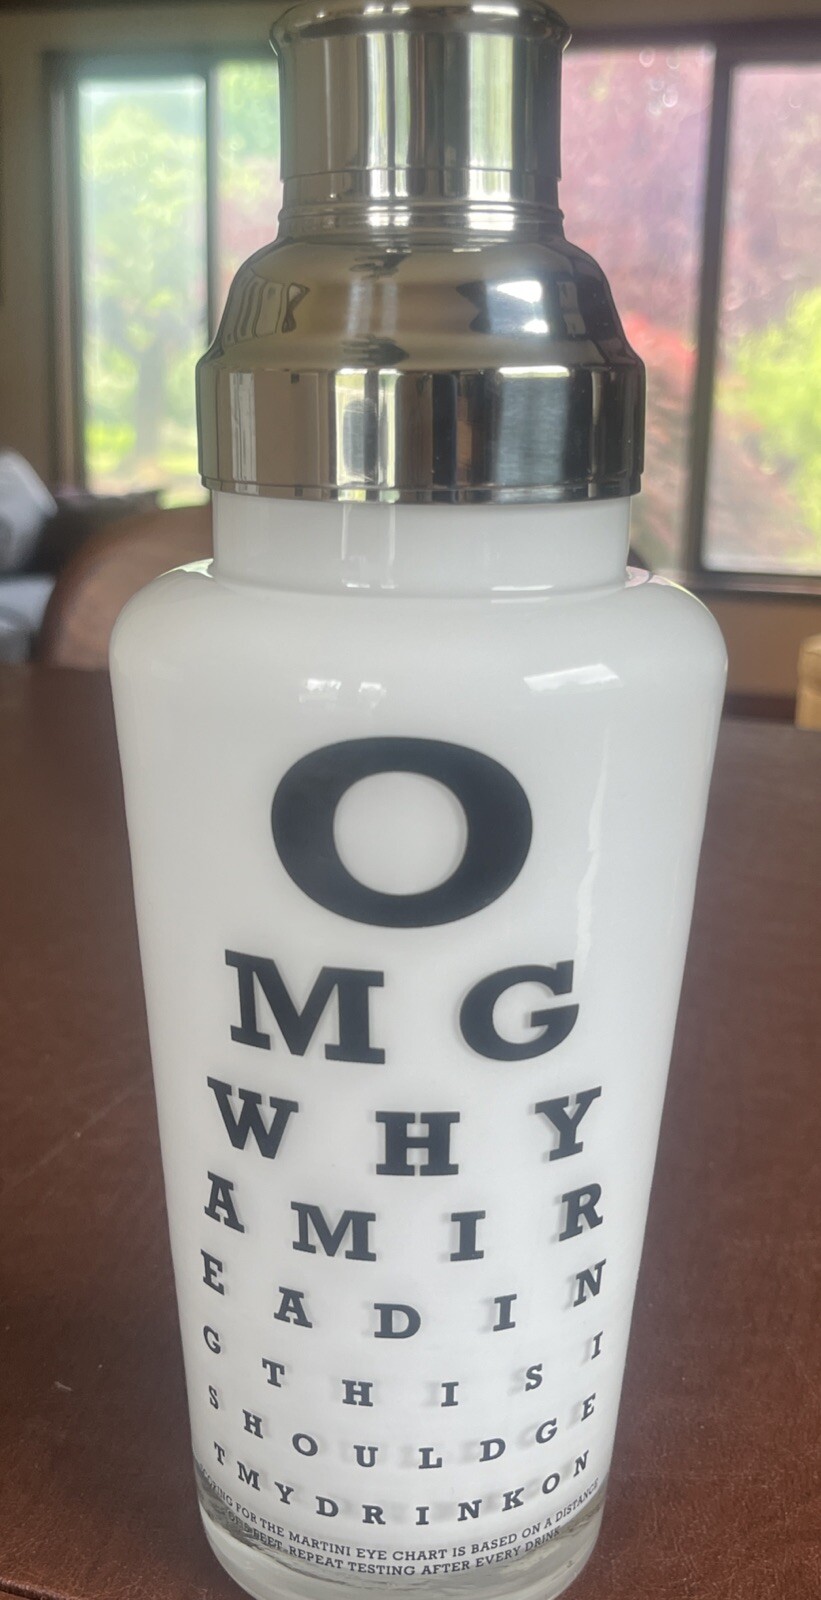 O
M G
W H Y
A M I R
E A D I N
G T H I S I
S H O U L D G E
T M Y D R I N K O N
FOR THE MARTINI EYE CHART IS BASED ON A DISTANCE
FEET. REPEAT TESTING AFTER EVERY DRINK